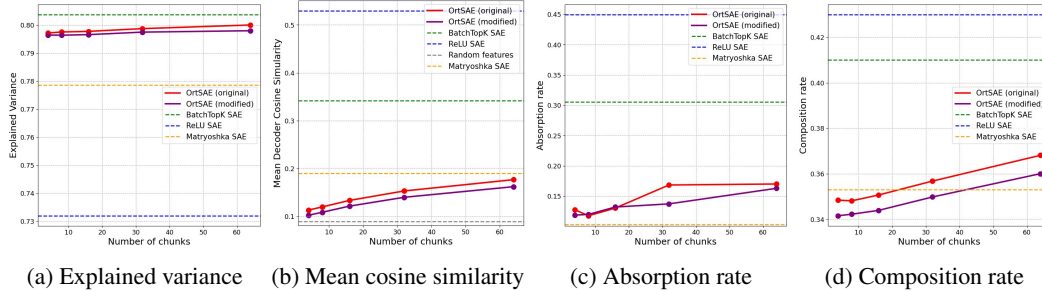 0.80
0.79
0.78
0.77
0.76
0.75
0.74
0.73
Explained Variance
OrtSAE (original)
OrtSAE (modified)
BatchTopK SAE
ReLU SAE
Matryoshka SAE
10 20 30 40 50 60
Number of chunks
(a) Explained variance
0.5
0.4
0.3
0.2
0.1
Mean Decoder Cosine Similarity
OrtSAE (original)
OrtSAE (modified)
BatchTopK SAE
ReLU SAE
Random features
Matryoshka SAE
10 20 30 40 50 60
Number of chunks
(b) Mean cosine similarity
0.45
0.40
0.35
0.30
0.25
0.20
0.15
Absorption rate
OrtSAE (original)
OrtSAE (modified)
BatchTopK SAE
ReLU SAE
Matryoshka SAE
10 20 30 40 50 60
Number of chunks
(c) Absorption rate
0.42
0.40
0.38
0.36
0.34
Composition rate
OrtSAE (original)
OrtSAE (modified)
BatchTopK SAE
ReLU SAE
Matryoshka SAE
10 20 30 40 50 60
Number of chunks
(d) Composition rate